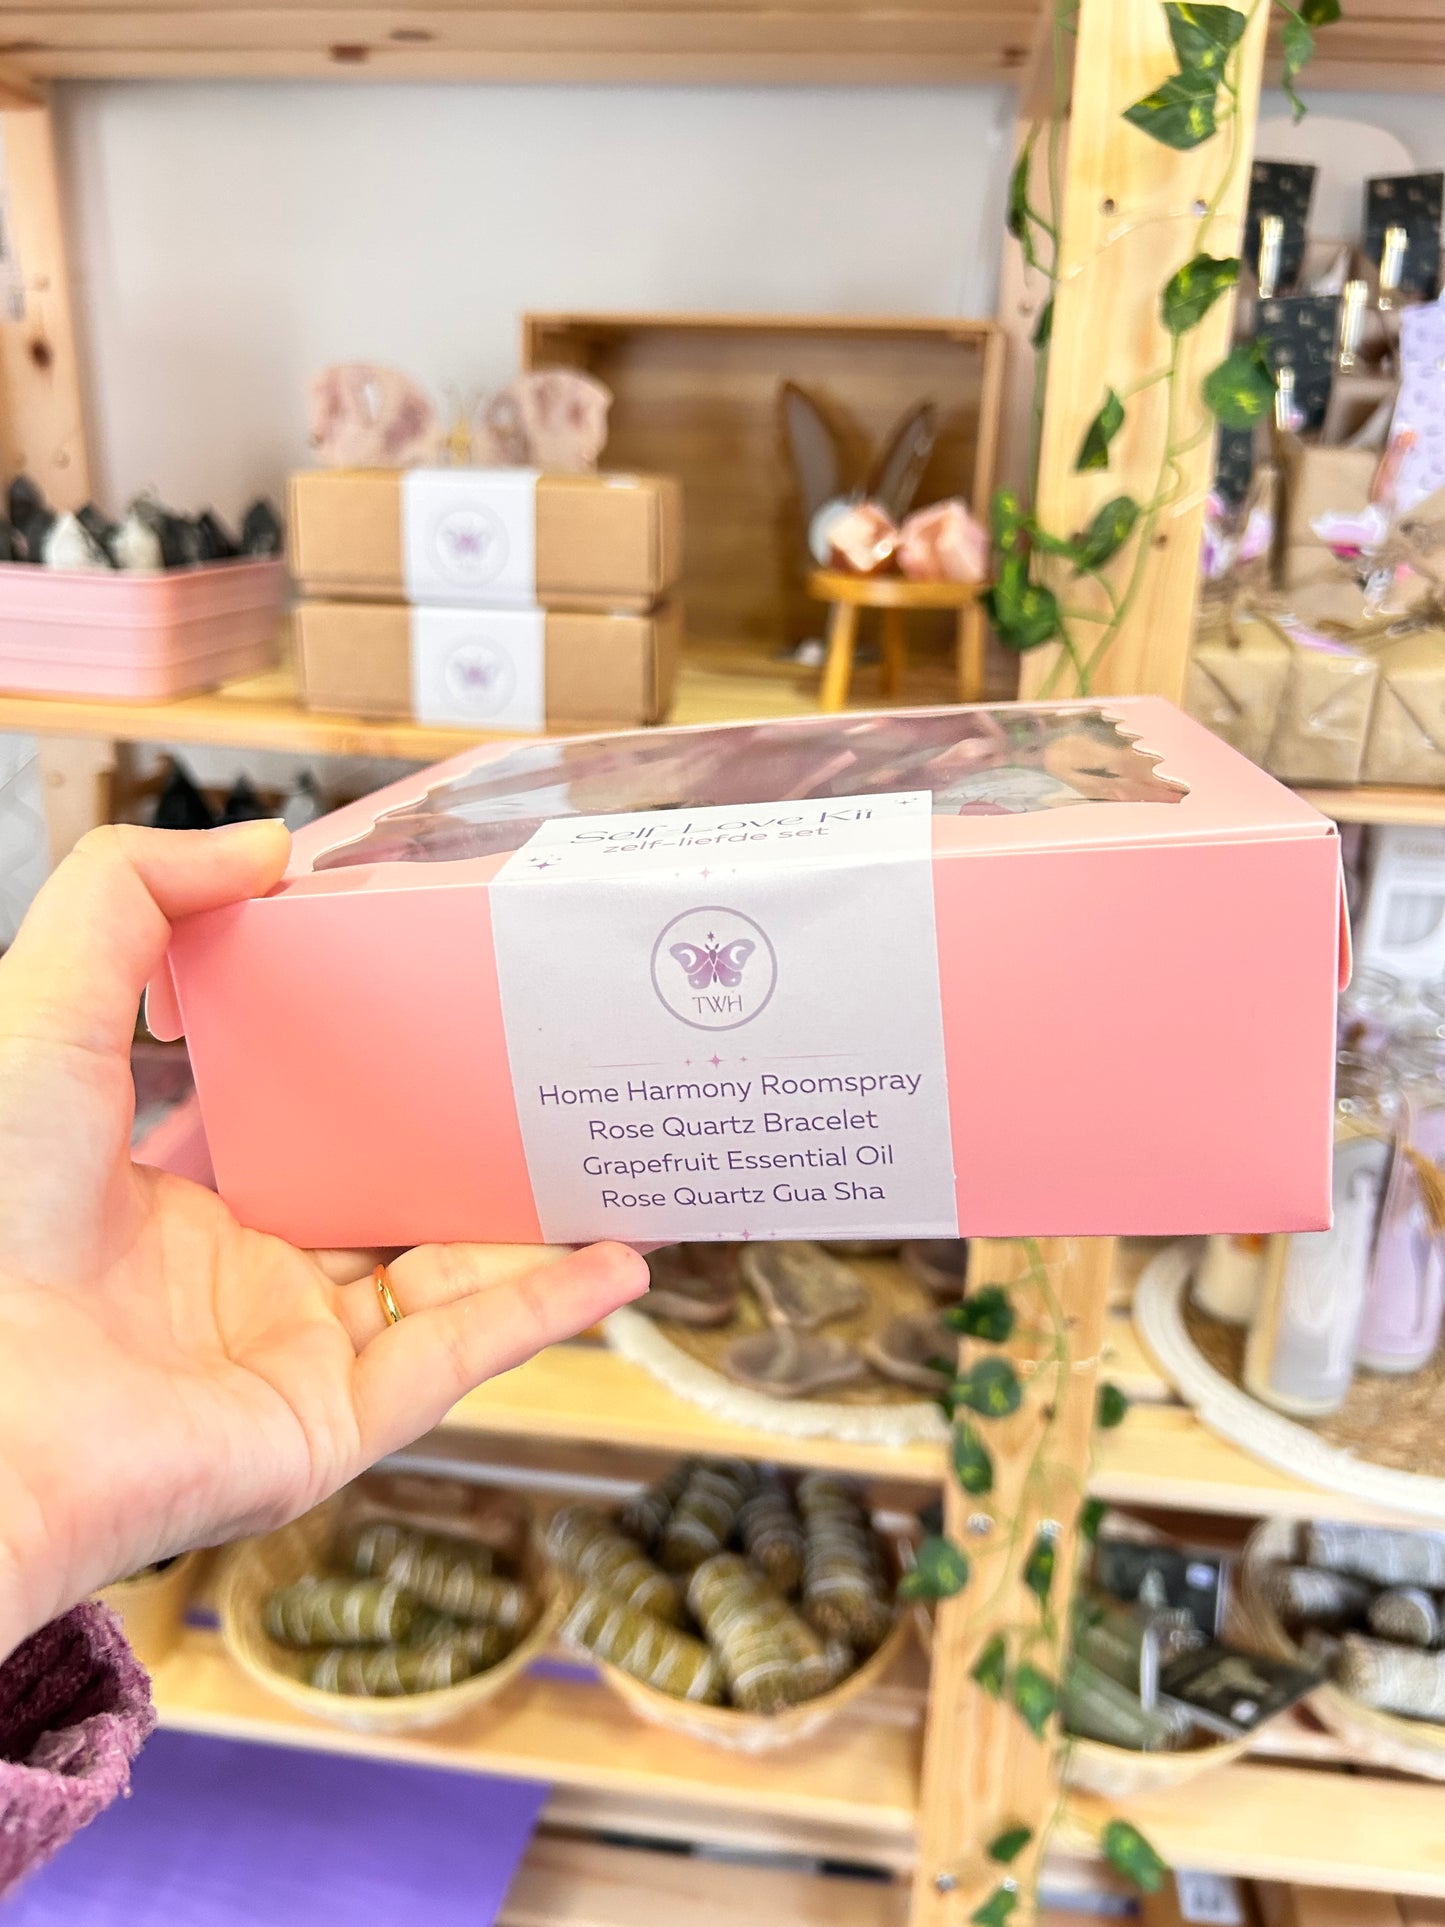 Self-Love Kit
zelf-liefde set
TWH
Home Harmony Roomspray
Rose Quartz Bracelet
Grapefruit Essential Oil
Rose Quartz Gua Sha